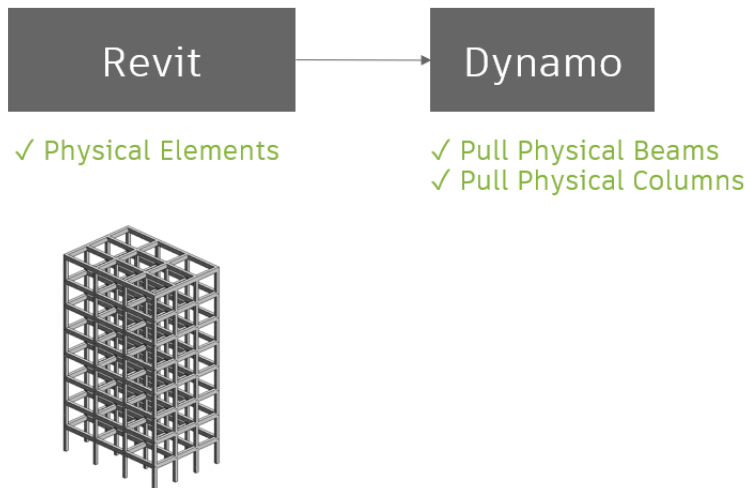 Revit
Dynamo
✓ Physical Elements
✓ Pull Physical Beams
✓ Pull Physical Columns